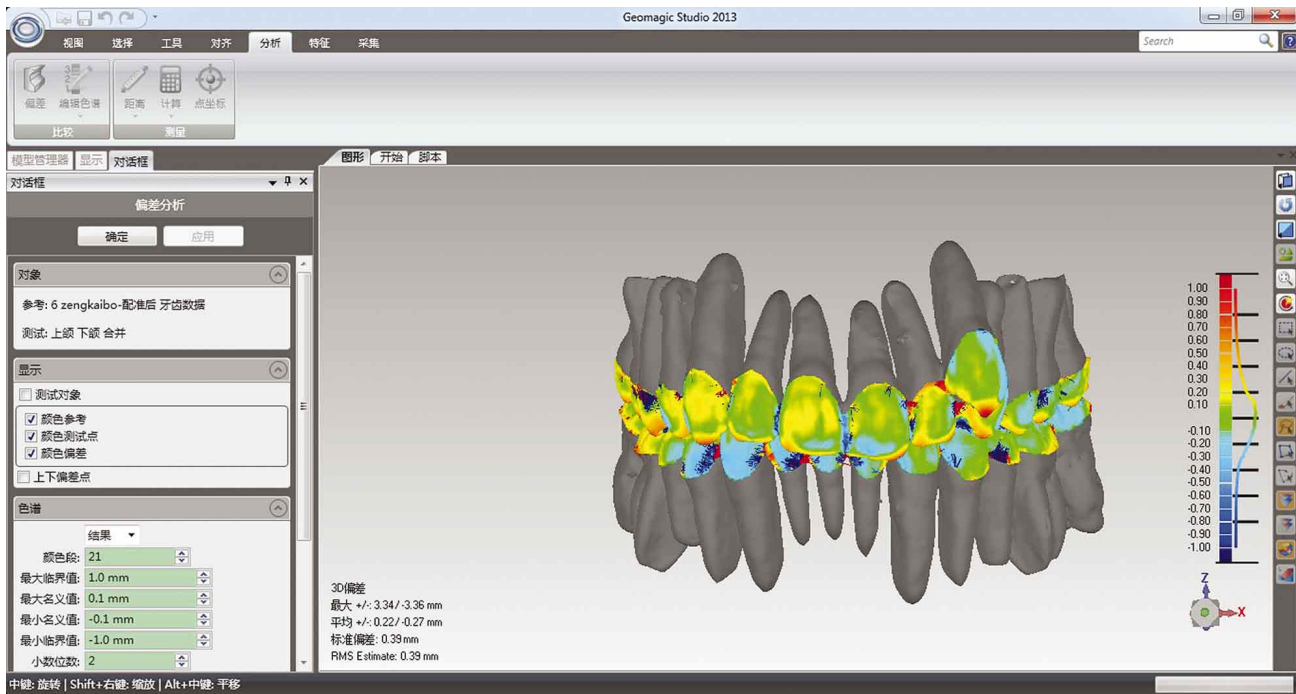 Geomagic Studio 2013
视图 选择 工具 对齐 分析 特征 采集
Search
偏差 编辑色谱 距离 计算 点坐标
比较 测量
模型管理器 显示 对话框
图形 开始 脚本
对话框
偏差分析
确定 应用
对象
参考: 6 zengkaibo-配准后 牙齿数据
测试: 上颌 下颌 合并
显示
测试对象
颜色参考
颜色测试点
颜色偏差
上下偏差点
色谱
结果
颜色段: 21
最大临界值: 1.0 mm
最大名义值: 0.1 mm
最小名义值: -0.1 mm
最小临界值: -1.0 mm
小数位数: 2
3D偏差
最大 +/-: 3.34/-3.36 mm
平均 +/-: 0.22/-0.27 mm
标准偏差: 0.39 mm
RMS Estimate: 0.39 mm
1.00
0.90
0.80
0.70
0.60
0.50
0.40
0.30
0.20
0.10
-0.10
-0.20
-0.30
-0.40
-0.50
-0.60
-0.70
-0.80
-0.90
-1.00
Z
X
中键: 旋转 | Shift+右键: 缩放 | Alt+中键: 平移